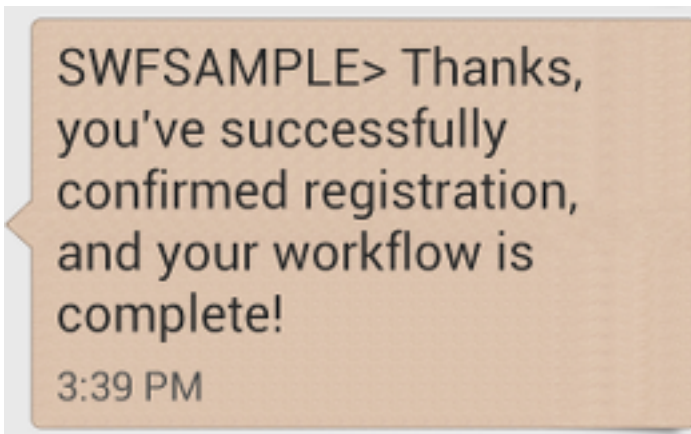 SWFSAMPLE> Thanks,
you've successfully
confirmed registration,
and your workflow is
complete!
3:39 PM